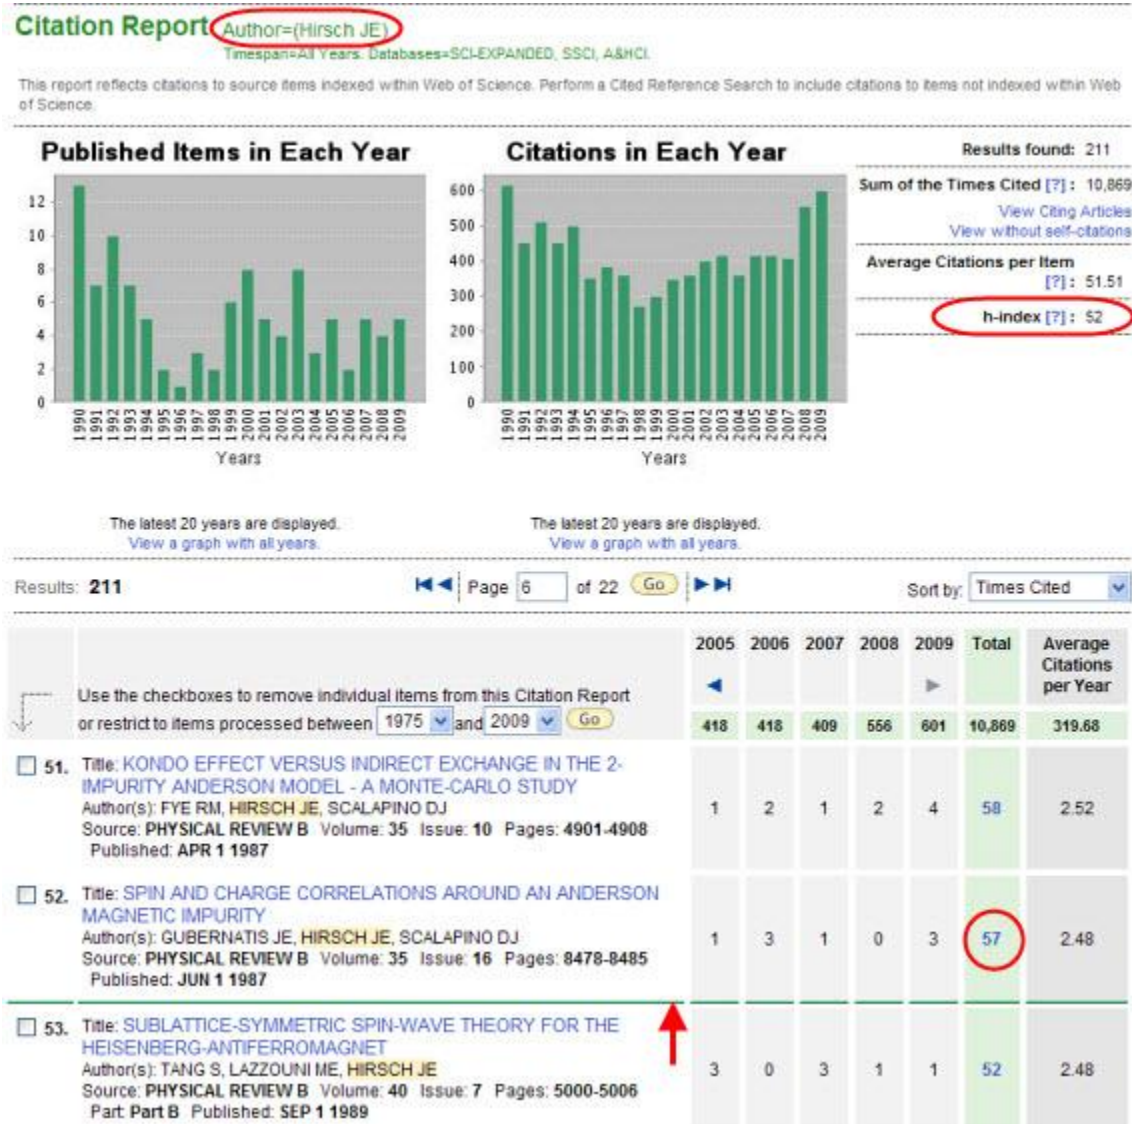 Citation Report Author=(Hirsch JE)
Timespan=All Years. Databases=SCI-EXPANDED, SSCI, A&HCI.
This report reflects citations to source items indexed within Web of Science. Perform a Cited Reference Search to include citations to items not indexed within Web
of Science.
Published Items in Each Year
12
10
8
6
4
2
0
1990 1991 1992 1993 1994 1995 1996 1997 1998 1999 2000 2001 2002 2003 2004 2005 2006 2007 2008 2009
Years
The latest 20 years are displayed.
View a graph with all years.
Citations in Each Year
600
500
400
300
200
100
0
1990 1991 1992 1993 1994 1995 1996 1997 1998 1999 2000 2001 2002 2003 2004 2005 2006 2007 2008 2009
Years
The latest 20 years are displayed.
View a graph with all years.
Results found: 211
Sum of the Times Cited [?] : 10,869
View Citing Articles
View without self-citations
Average Citations per Item
[?] : 51.51
h-index [?] : 52
Results: 211 Page 6 of 22 Go Sort by: Times Cited
2005 2006 2007 2008 2009 Total Average
Citations
per Year
Use the checkboxes to remove individual items from this Citation Report
or restrict to items processed between 1975 and 2009 Go
418 418 409 556 601 10,869 319.68
51. Title: KONDO EFFECT VERSUS INDIRECT EXCHANGE IN THE 2-
IMPURITY ANDERSON MODEL - A MONTE-CARLO STUDY
Author(s): FYE RM, HIRSCH JE, SCALAPINO DJ
Source: PHYSICAL REVIEW B Volume: 35 Issue: 10 Pages: 4901-4908
Published: APR 1 1987
1 2 1 2 4 58 2.52
52. Title: SPIN AND CHARGE CORRELATIONS AROUND AN ANDERSON
MAGNETIC IMPURITY
Author(s): GUBERNATIS JE, HIRSCH JE, SCALAPINO DJ
Source: PHYSICAL REVIEW B Volume: 35 Issue: 16 Pages: 8478-8485
Published: JUN 1 1987
1 3 1 0 3 57 2.48
53. Title: SUBLATTICE-SYMMETRIC SPIN-WAVE THEORY FOR THE
HEISENBERG-ANTIFERROMAGNET
Author(s): TANG S, LAZZOUNI ME, HIRSCH JE
Source: PHYSICAL REVIEW B Volume: 40 Issue: 7 Pages: 5000-5006
Part: Part B Published: SEP 1 1989
3 0 3 1 1 52 2.48